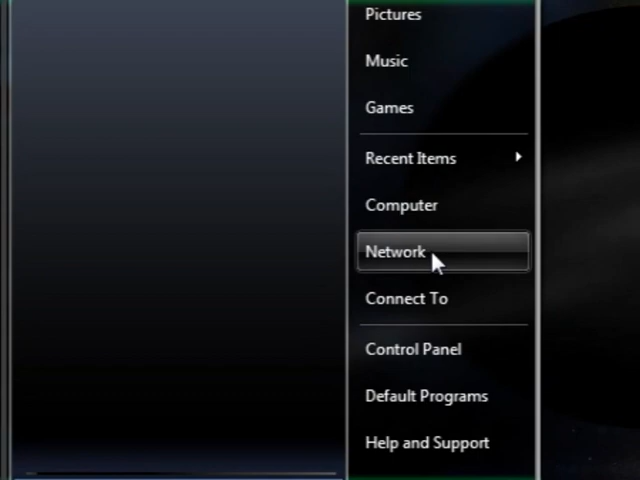 Pictures
Music
Games
Recent Items
Computer
Network
Connect To
Control Panel
Default Programs
Help and Support